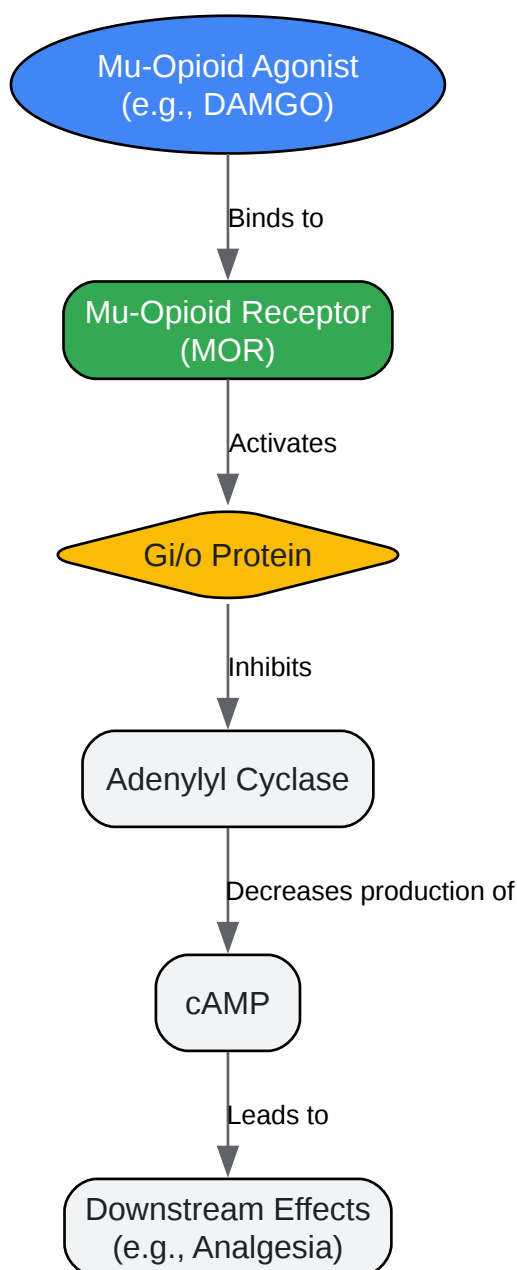 Mu-Opioid Agonist
(e.g., DAMGO)
Binds to
Mu-Opioid Receptor
(MOR)
Activates
Gi/o Protein
Inhibits
Adenylyl Cyclase
Decreases production of
cAMP
Leads to
Downstream Effects
(e.g., Analgesia)